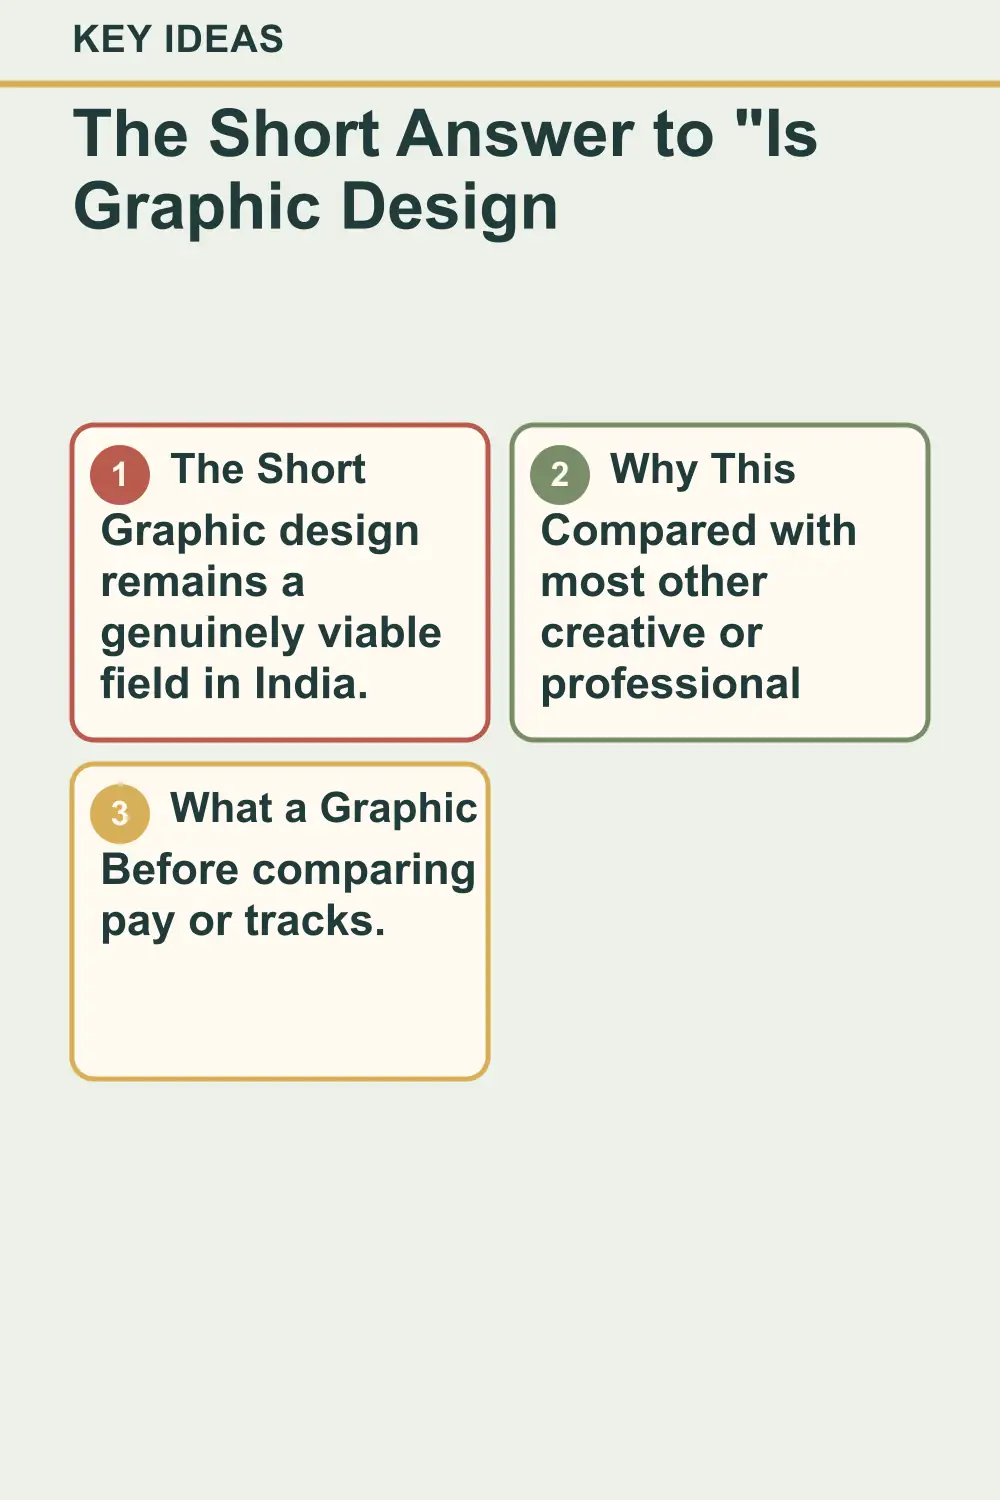 KEY IDEAS
The Short Answer to "Is
Graphic Design
1 The Short
Graphic design
remains a
genuinely viable
field in India.
2 Why This
Compared with
most other
creative or
professional
3 What a Graphic
Before comparing
pay or tracks.